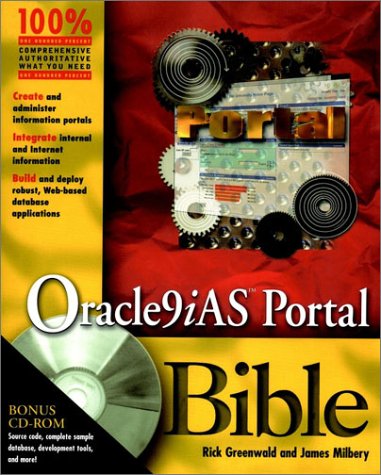 100%
ONE HUNDRED PERCENT
COMPREHENSIVE
AUTHORITATIVE
WHAT YOU NEED
ONE HUNDRED PERCENT
Create and
administer
information portals
Integrate internal
and Internet
information
Build and deploy
robust, Web-based
database
applications
Portal
Oracle9iAS™ Portal
Bible
BONUS
CD-ROM
Source code, complete sample
database, development tools,
and more!
Rick Greenwald and James Milbery